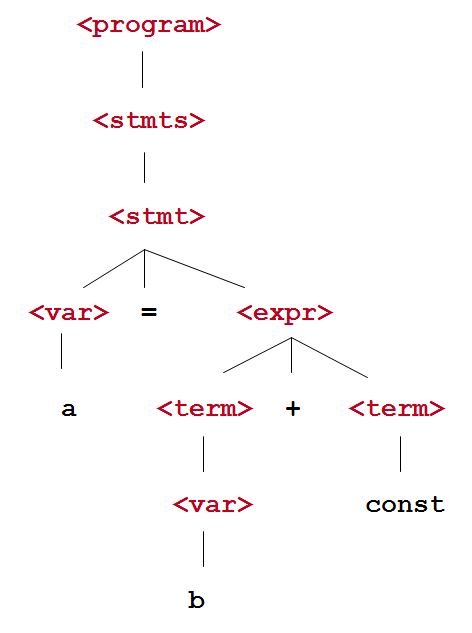 <program>
<stmts>
<stmt>
<var> = <expr>
a <term> + <term>
<var> const
b